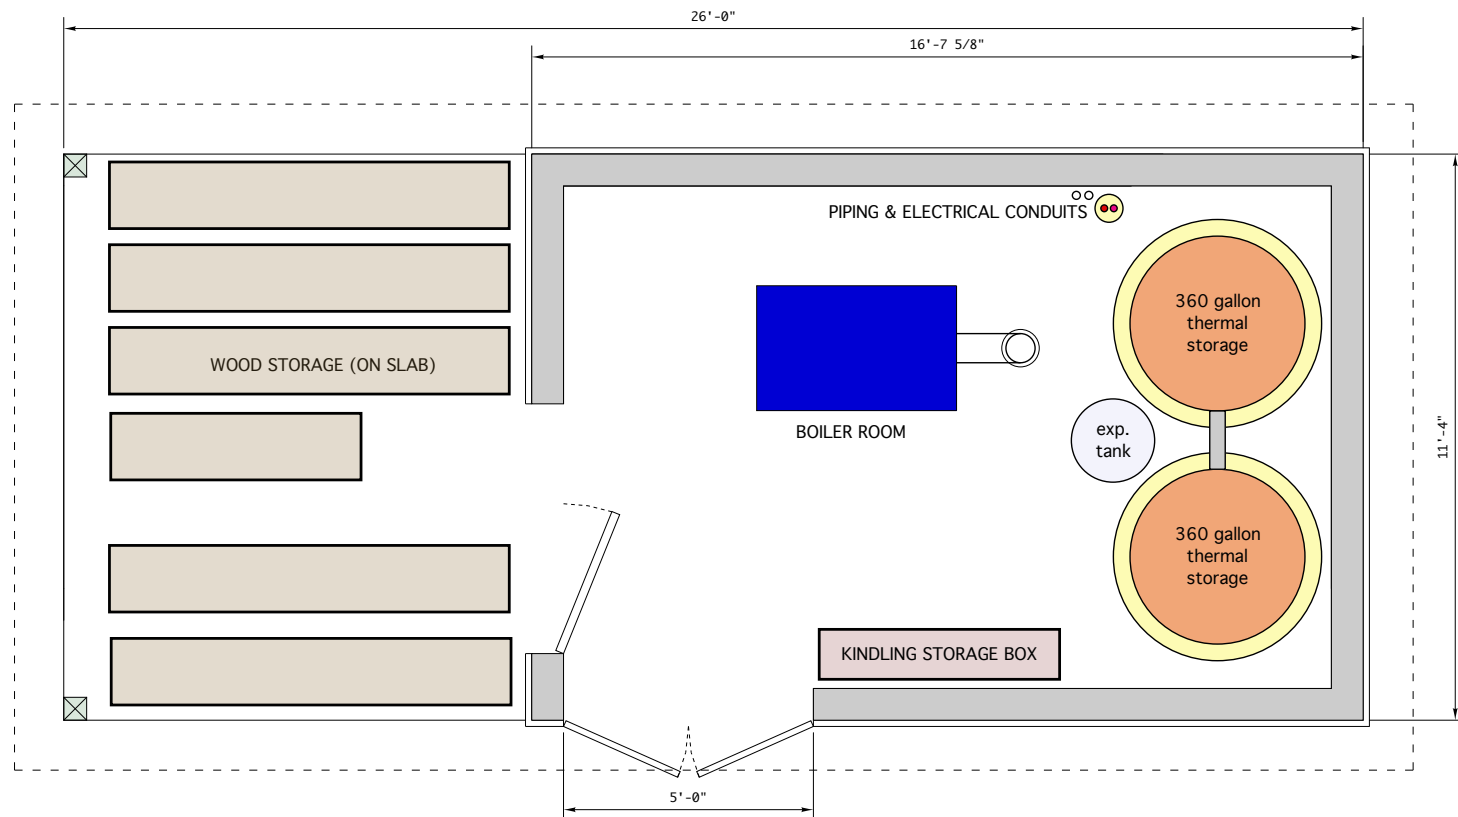 26'-0"
16'-7 5/8"
PIPING & ELECTRICAL CONDUITS
360 gallon
thermal
storage
WOOD STORAGE (ON SLAB)
BOILER ROOM
exp.
tank
11'-4"
360 gallon
thermal
storage
KINDLING STORAGE BOX
5'-0"